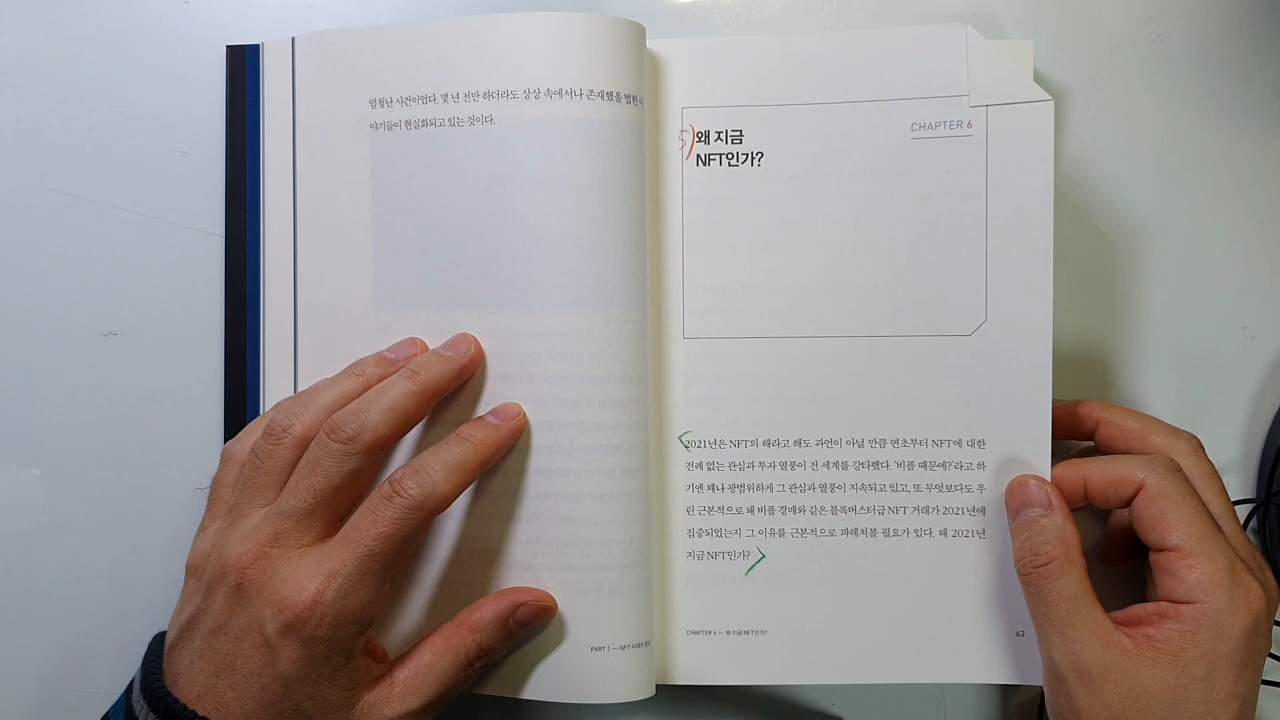 엄청난 사건이었다. 몇 년 전만 하더라도 상상 속에서나 존재했을 법한
야기들이 현실화되고 있는 것이다.
PART 1 — NFT
5) 왜 지금
NFT인가?
CHAPTER 6
2021년은 NFT의 해라고 해도 과언이 아닐 만큼 연초부터 NFT에 대한
전례 없는 관심과 투자 열풍이 전 세계를 강타했다. '비플 때문에?'라고 하
기엔 꽤나 광범위하게 그 관심과 열풍이 지속되고 있고, 또 무엇보다도 우
린 근본적으로 왜 비플 경매와 같은 블록버스터급 NFT 거래가 2021년에
집중되었는지 그 이유를 근본적으로 파헤쳐볼 필요가 있다. 왜 2021년
지금 NFT인가?
CHAPTER 6 — 왜 지금 NFT인가?
63